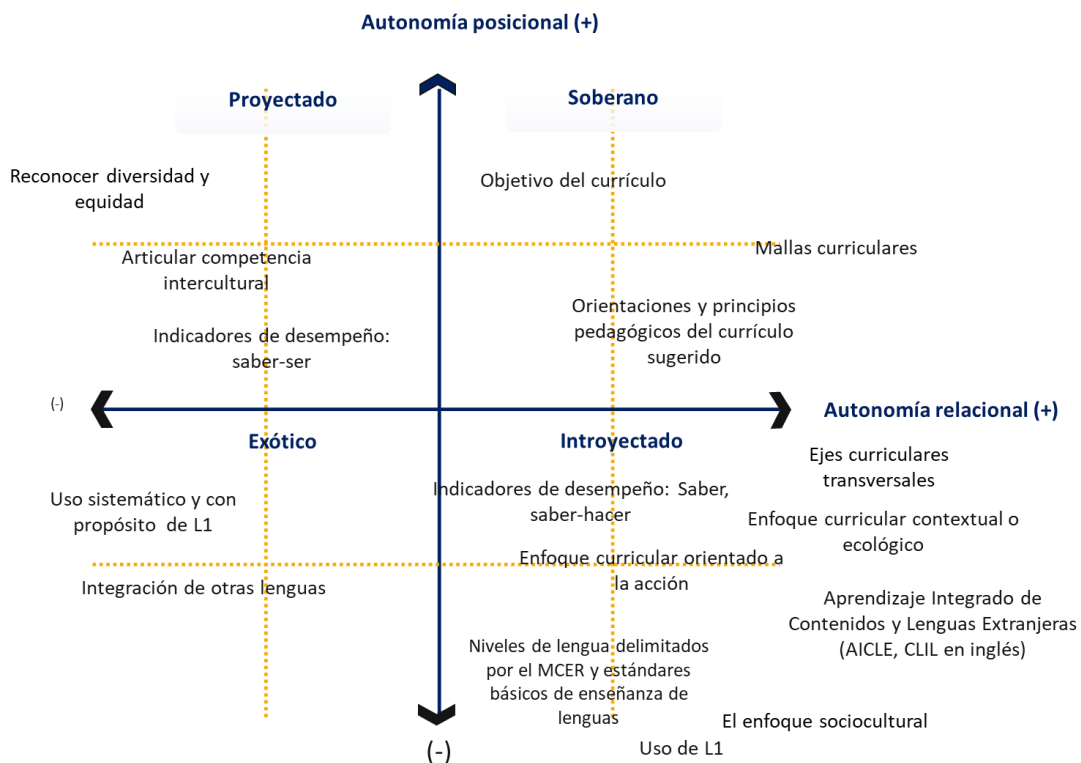 Autonomía posicional (+)
Proyectado
Soberano
Reconocer diversidad y
equidad
Objetivo del currículo
Articular competencia
intercultural
Mallas curriculares
Indicadores de desempeño:
saber-ser
Orientaciones y principios
pedagógicos del currículo
sugerido
(-)
Autonomía relacional (+)
Exótico
Introyectado
Ejes curriculares
transversales
Uso sistemático y con
propósito de L1
Indicadores de desempeño: Saber,
saber-hacer
Enfoque curricular contextual o
ecológico
Integración de otras lenguas
Enfoque curricular orientado a
la acción
Aprendizaje Integrado de
Contenidos y Lenguas Extranjeras
(AICLE, CLIL en inglés)
Niveles de lengua delimitados
por el MCER y estándares
básicos de enseñanza de
lenguas
El enfoque sociocultural
Uso de L1
(-)